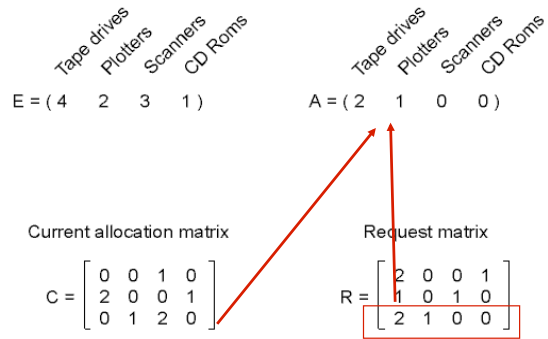 Tape drives Plotters Scanners CD Roms
Tape drives Plotters Scanners CD Roms
E = ( 4 2 3 1 )
A = ( 2 1 0 0 )
Current allocation matrix
Request matrix
C =
0 0 1 0
2 0 0 1
0 1 2 0
R =
2 0 0 1
1 0 1 0
2 1 0 0